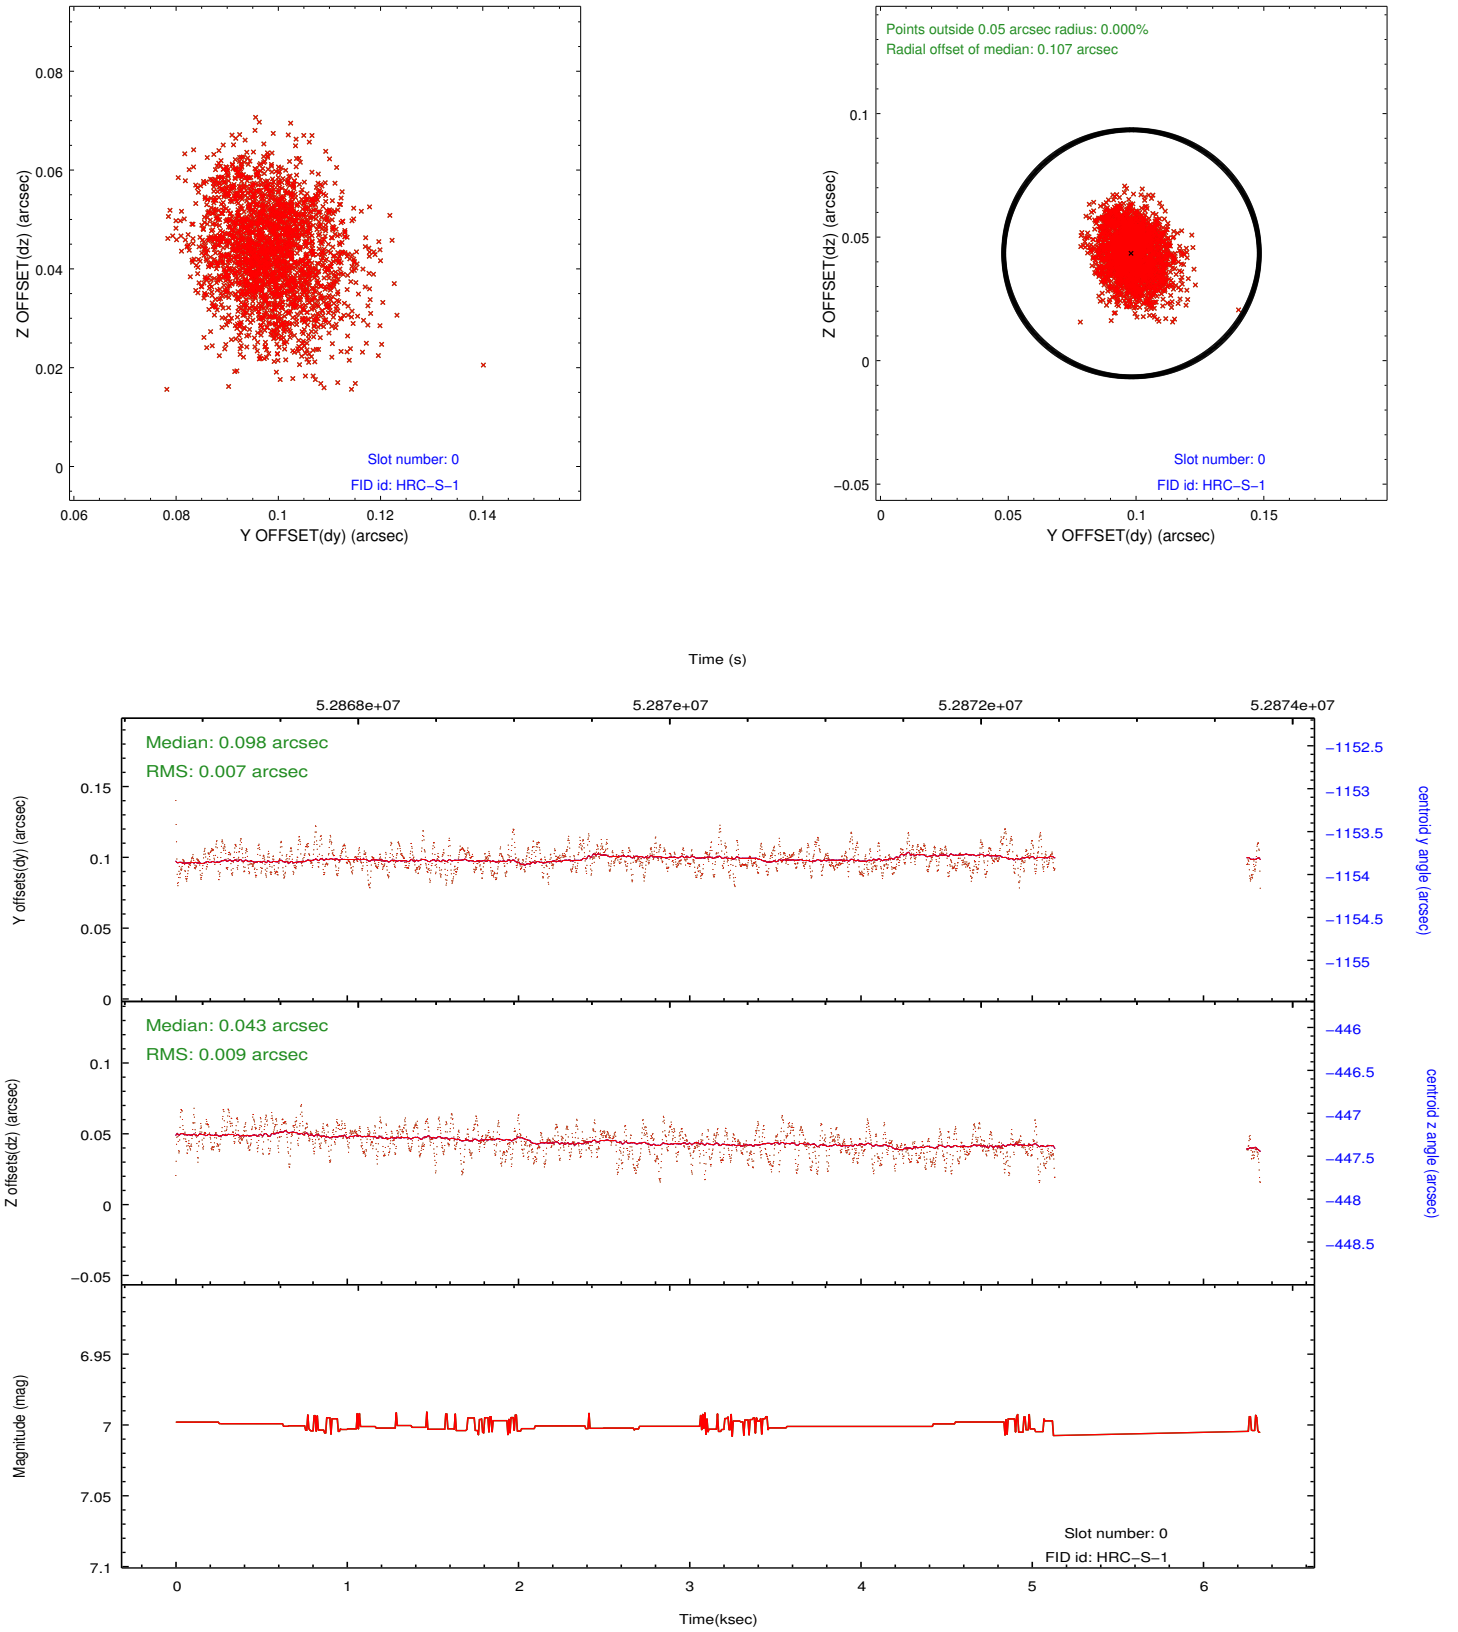 0.08
0.06
0.04
0.02
0
Z OFFSET(dz) (arcsec)
Slot number: 0
FID id: HRC−S−1
0.06 0.08 0.1 0.12 0.14
Y OFFSET(dy) (arcsec)
Points outside 0.05 arcsec radius: 0.000%
Radial offset of median: 0.107 arcsec
0.1
0.05
0
−0.05
Z OFFSET(dz) (arcsec)
Slot number: 0
FID id: HRC−S−1
0 0.05 0.1 0.15
Y OFFSET(dy) (arcsec)
Time (s)
5.2868e+07 5.287e+07 5.2872e+07 5.2874e+07
Median: 0.098 arcsec
RMS: 0.007 arcsec
0.15
0.1
0.05
0
Y offsets(dy) (arcsec)
−1152.5
−1153
−1153.5
−1154
−1154.5
−1155
centroid y angle (arcsec)
Median: 0.043 arcsec
RMS: 0.009 arcsec
0.1
0.05
0
−0.05
Z offsets(dz) (arcsec)
−446
−446.5
−447
−447.5
−448
−448.5
centroid z angle (arcsec)
6.95
7
7.05
7.1
Magnitude (mag)
Slot number: 0
FID id: HRC−S−1
0 1 2 3 4 5 6
Time(ksec)